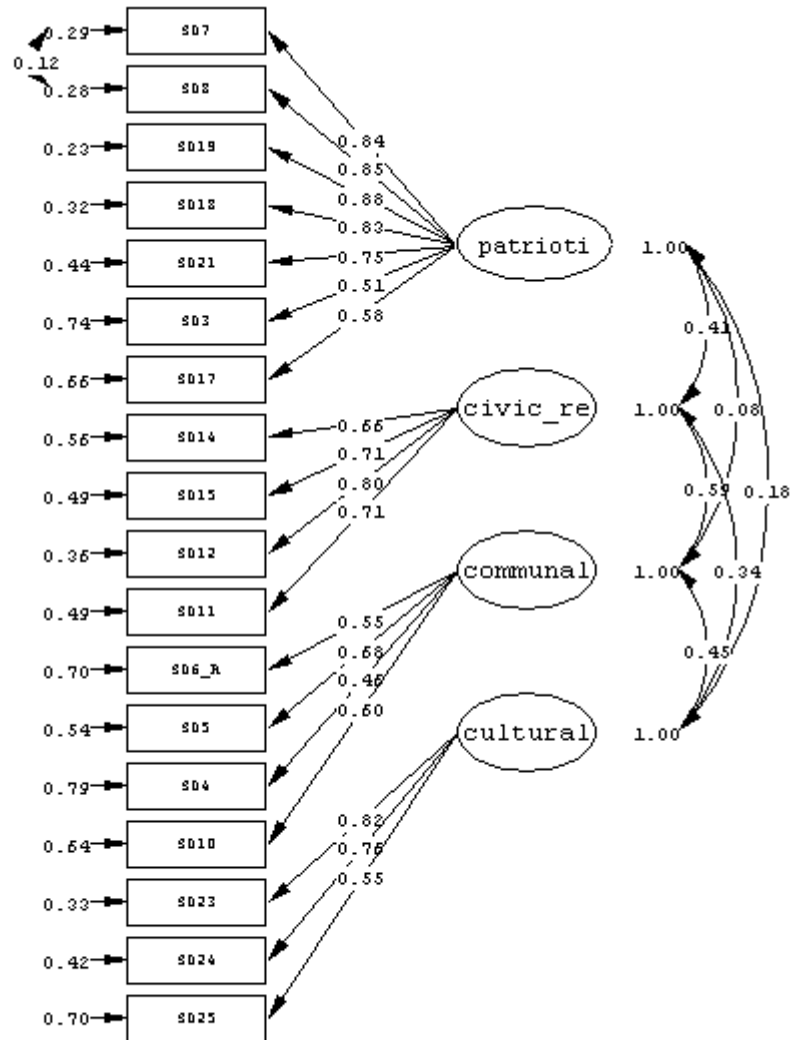 0.29 SD7
0.12
0.28 SD8
0.84
0.23 SD19
0.85
0.88
0.32 SD18
0.83
patrioti 1.00
0.44 SD21
0.75
0.51
0.74 SD3
0.58
0.41
0.66 SD17
civic_re 1.00 0.08
0.56 SD14
0.66
0.71
0.49 SD15
0.80
0.59 0.18
0.71
0.36 SD12
communal 1.00 0.34
0.49 SD11
0.55
0.70 SD6_R
0.68
0.45
0.46
0.60
0.54 SD5
cultural 1.00
0.79 SD4
0.82
0.64 SD10
0.76
0.55
0.33 SD23
0.42 SD24
0.70 SD25